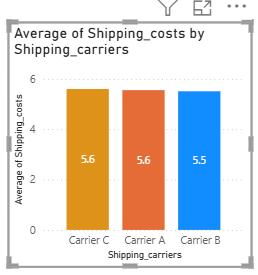 Average of Shipping_costs by
Shipping_carriers
6
4
2
0
Average of Shipping_costs
5.6
5.6
5.5
Carrier C
Carrier A
Carrier B
Shipping_carriers